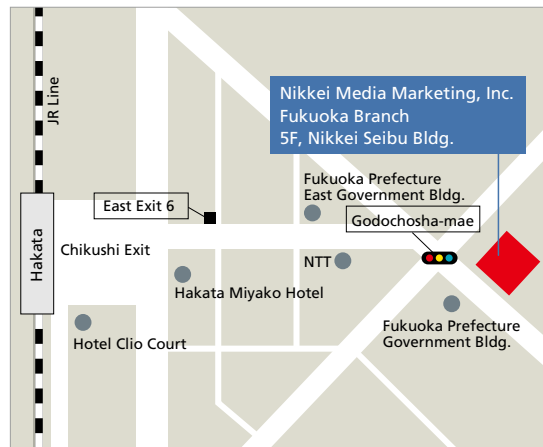 JR Line
Nikkei Media Marketing, Inc.
Fukuoka Branch
5F, Nikkei Seibu Bldg.
Fukuoka Prefecture
East Government Bldg.
East Exit 6
Godochosha-mae
Hakata
Chikushi Exit
NTT
Hakata Miyako Hotel
Fukuoka Prefecture
Government Bldg.
Hotel Clio Court